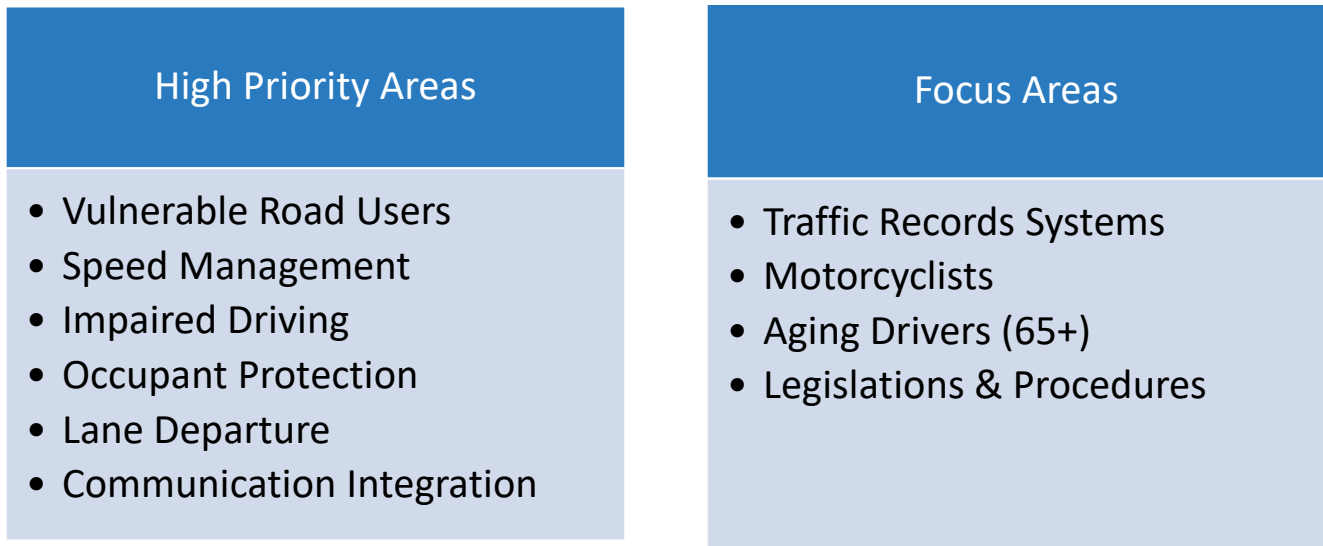 High Priority Areas
• Vulnerable Road Users
• Speed Management
• Impaired Driving
• Occupant Protection
• Lane Departure
• Communication Integration
Focus Areas
• Traffic Records Systems
• Motorcyclists
• Aging Drivers (65+)
• Legislations & Procedures